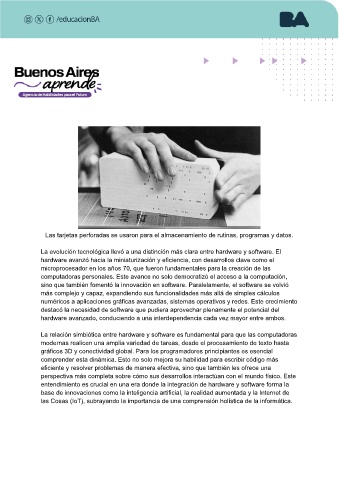 /educacionBA
BA
Buenos Aires
aprende
Agencia de Habilidades para el Futuro
Las tarjetas perforadas se usaron para el almacenamiento de rutinas, programas y datos.
La evolución tecnológica llevó a una distinción más clara entre hardware y software. El
hardware avanzó hacia la miniaturización y eficiencia, con desarrollos clave como el
microprocesador en los años 70, que fueron fundamentales para la creación de las
computadoras personales. Este avance no solo democratizó el acceso a la computación,
sino que también fomentó la innovación en software. Paralelamente, el software se volvió
más complejo y capaz, expandiendo sus funcionalidades más allá de simples cálculos
numéricos a aplicaciones gráficas avanzadas, sistemas operativos y redes. Este crecimiento
destacó la necesidad de software que pudiera aprovechar plenamente el potencial del
hardware avanzado, conduciendo a una interdependencia cada vez mayor entre ambos.
La relación simbiótica entre hardware y software es fundamental para que las computadoras
modernas realicen una amplia variedad de tareas, desde el procesamiento de texto hasta
gráficos 3D y conectividad global. Para los programadores principiantes es esencial
comprender esta dinámica. Esto no solo mejora su habilidad para escribir código más
eficiente y resolver problemas de manera efectiva, sino que también les ofrece una
perspectiva más completa sobre cómo sus desarrollos interactúan con el mundo físico. Este
entendimiento es crucial en una era donde la integración de hardware y software forma la
base de innovaciones como la inteligencia artificial, la realidad aumentada y la Internet de
las Cosas (IoT), subrayando la importancia de una comprensión holística de la informática.